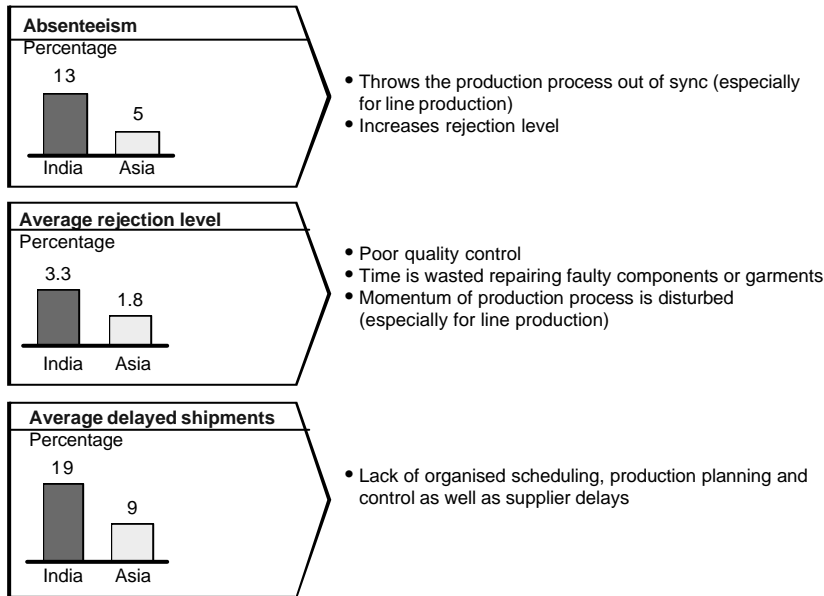 Absenteeism
Percentage
13
5
India Asia
• Throws the production process out of sync (especially
for line production)
• Increases rejection level
Average rejection level
Percentage
3.3
1.8
India Asia
• Poor quality control
• Time is wasted repairing faulty components or garments
• Momentum of production process is disturbed
(especially for line production)
Average delayed shipments
Percentage
19
9
India Asia
• Lack of organised scheduling, production planning and
control as well as supplier delays